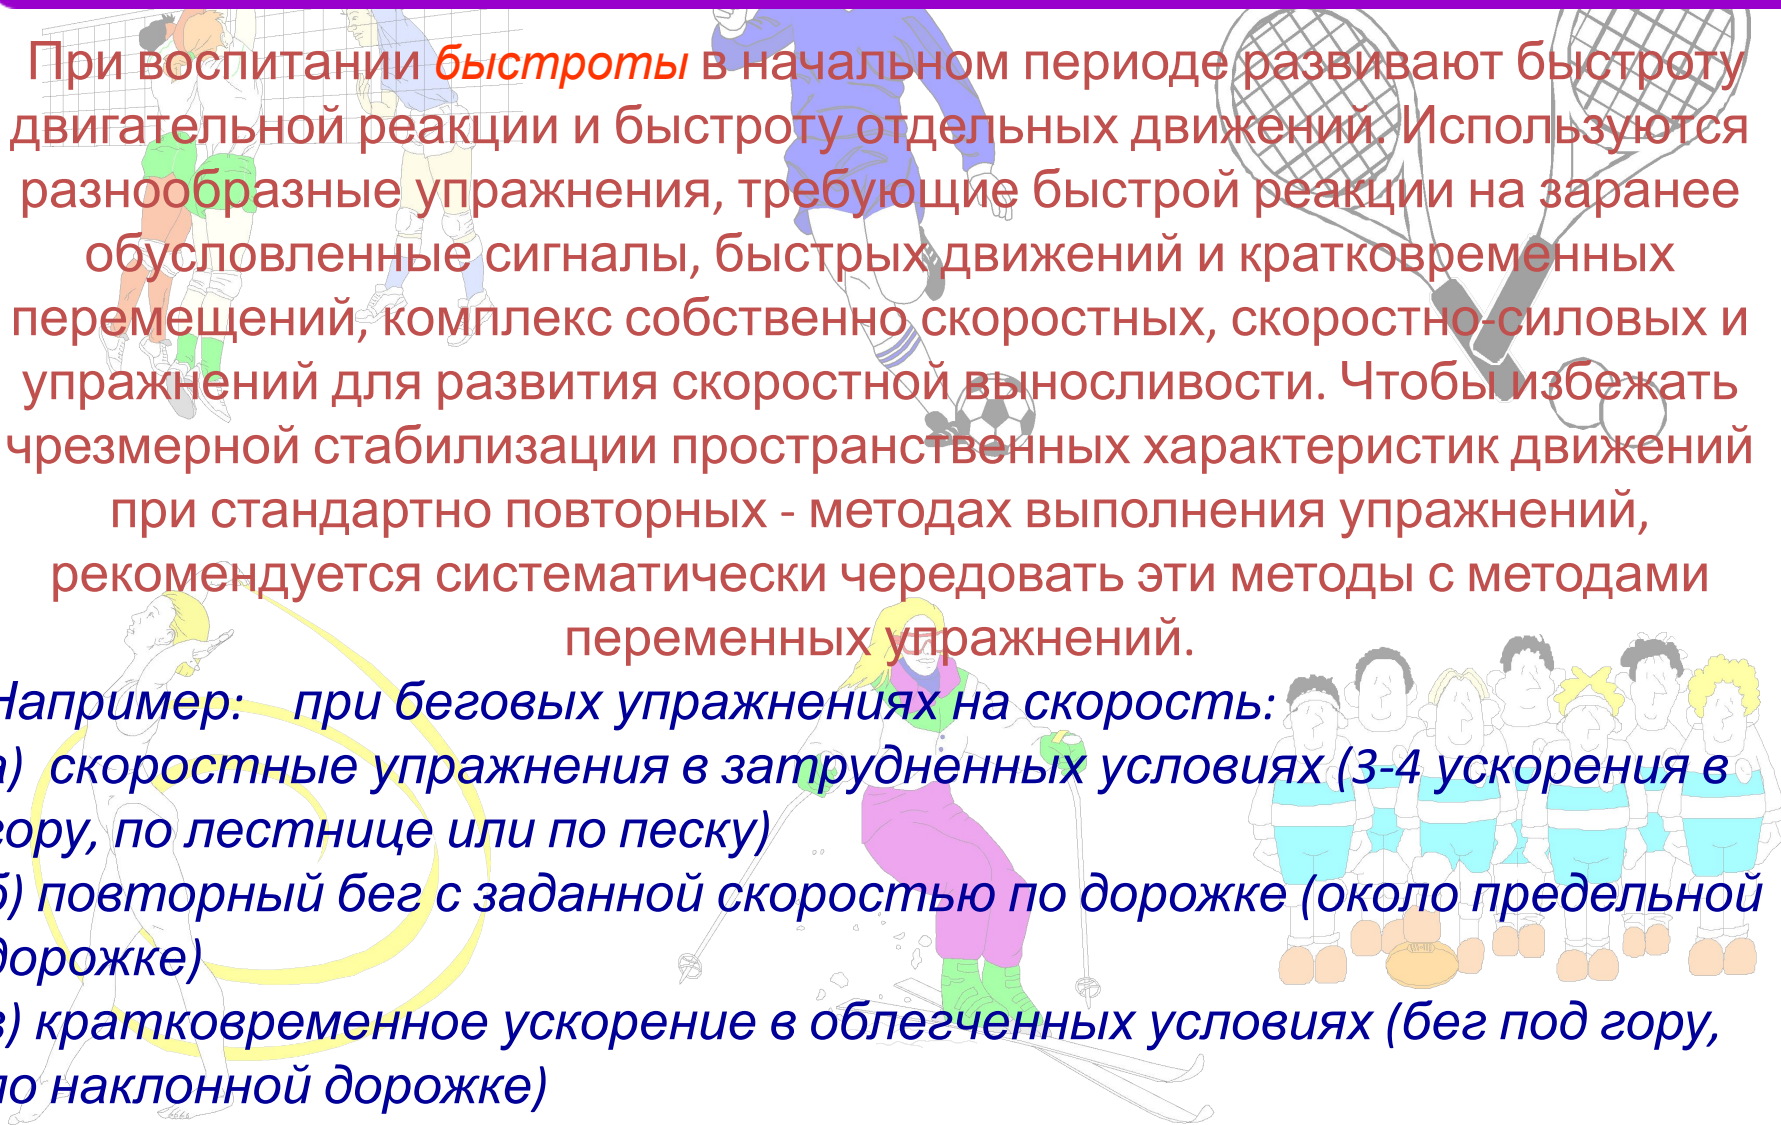 При воспитании быстроты в начальном периоде развивают быстроту
двигательной реакции и быстроту отдельных движений. Используются
разнообразные упражнения, требующие быстрой реакции на заранее
обусловленные сигналы, быстрых движений и кратковременных
перемещений, комплекс собственно скоростных, скоростно-силовых и
упражнений для развития скоростной выносливости. Чтобы избежать
чрезмерной стабилизации пространственных характеристик движений
при стандартно повторных - методах выполнения упражнений,
рекомендуется систематически чередовать эти методы с методами
переменных упражнений.
Например: при беговых упражнениях на скорость:
а) скоростные упражнения в затрудненных условиях (3-4 ускорения в
гору, по лестнице или по песку)
б) повторный бег с заданной скоростью по дорожке (около предельной
дорожке)
в) кратковременное ускорение в облегченных условиях (бег под гору,
по наклонной дорожке)